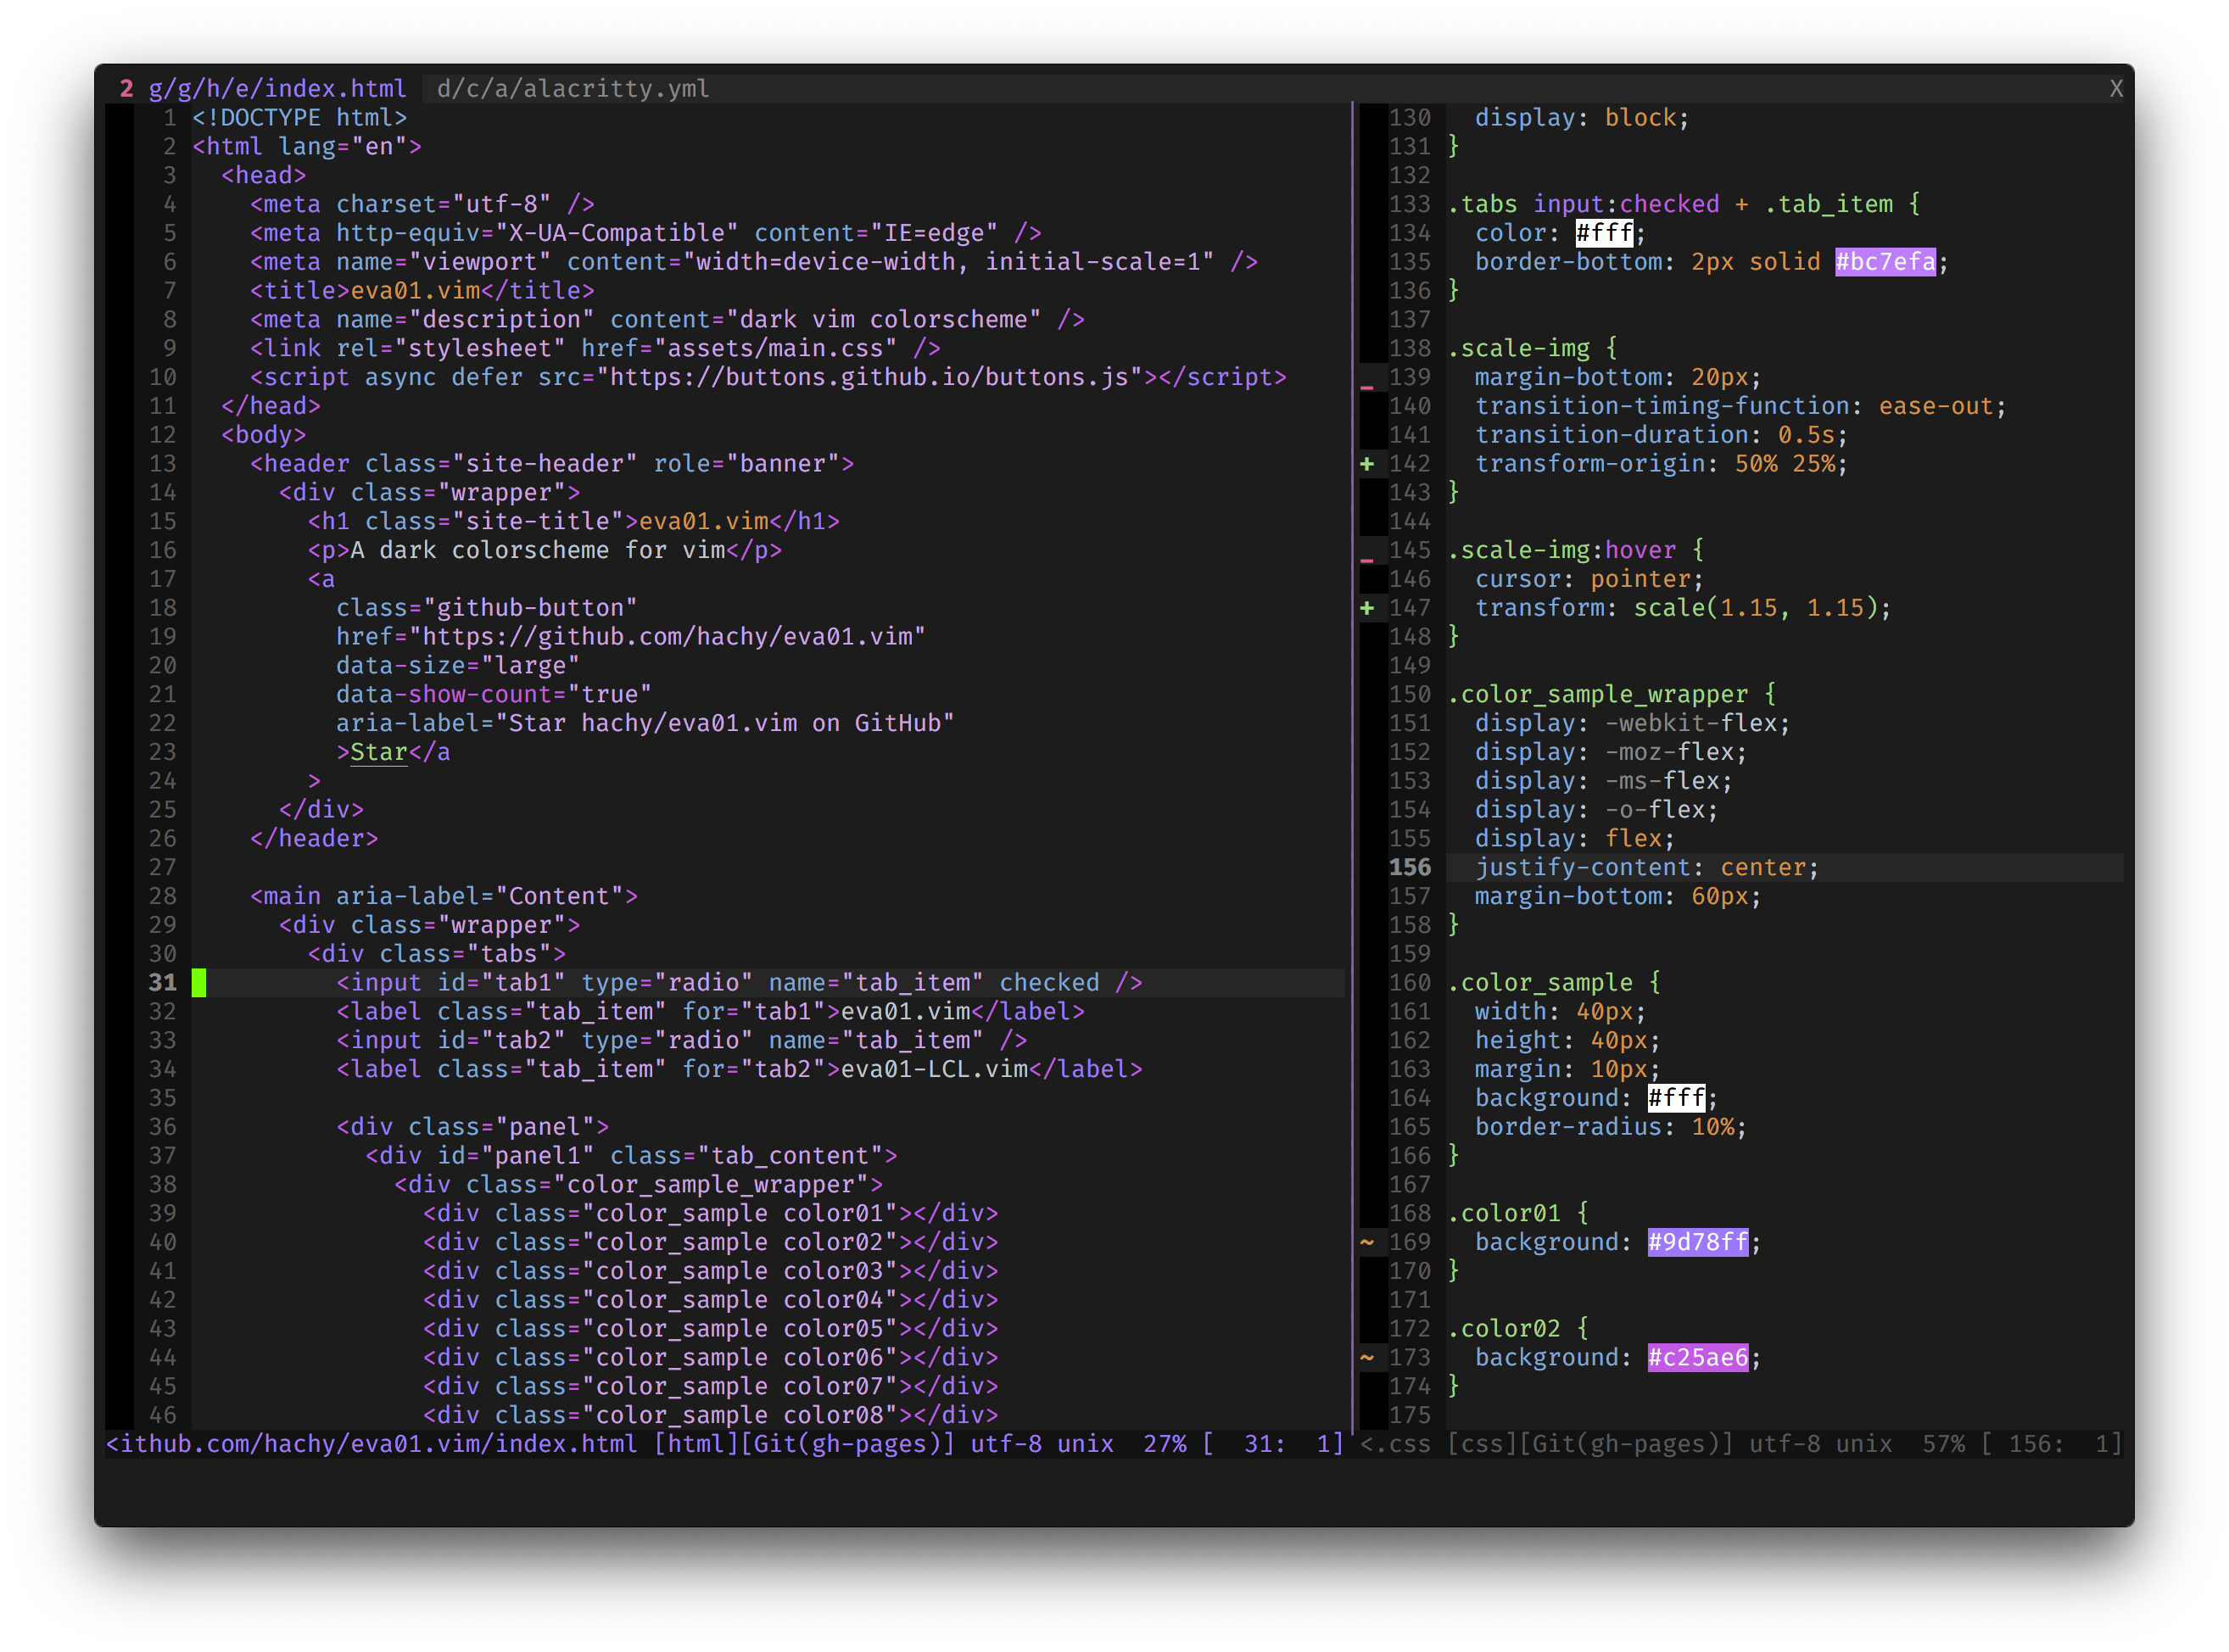 2 g/g/h/e/index.html d/c/a/alacritty.yml X
1 <!DOCTYPE html>
2 <html lang="en">
3 <head>
4 <meta charset="utf-8" />
5 <meta http-equiv="X-UA-Compatible" content="IE=edge" />
6 <meta name="viewport" content="width=device-width, initial-scale=1" />
7 <title>eva01.vim</title>
8 <meta name="description" content="dark vim colorscheme" />
9 <link rel="stylesheet" href="assets/main.css" />
10 <script async defer src="https://buttons.github.io/buttons.js"></script>
11 </head>
12 <body>
13 <header class="site-header" role="banner">
14 <div class="wrapper">
15 <h1 class="site-title">eva01.vim</h1>
16 <p>A dark colorscheme for vim</p>
17 <a
18 class="github-button"
19 href="https://github.com/hachy/eva01.vim"
20 data-size="large"
21 data-show-count="true"
22 aria-label="Star hachy/eva01.vim on GitHub"
23 >Star</a
24 >
25 </div>
26 </header>
27
28 <main aria-label="Content">
29 <div class="wrapper">
30 <div class="tabs">
31 <input id="tab1" type="radio" name="tab_item" checked />
32 <label class="tab_item" for="tab1">eva01.vim</label>
33 <input id="tab2" type="radio" name="tab_item" />
34 <label class="tab_item" for="tab2">eva01-LCL.vim</label>
35
36 <div class="panel">
37 <div id="panel1" class="tab_content">
38 <div class="color_sample_wrapper">
39 <div class="color_sample color01"></div>
40 <div class="color_sample color02"></div>
41 <div class="color_sample color03"></div>
42 <div class="color_sample color04"></div>
43 <div class="color_sample color05"></div>
44 <div class="color_sample color06"></div>
45 <div class="color_sample color07"></div>
46 <div class="color_sample color08"></div>
<ithub.com/hachy/eva01.vim/index.html [html][Git(gh-pages)] utf-8 unix 27% [ 31: 1]
130 display: block;
131 }
132
133 .tabs input:checked + .tab_item {
134 color: #fff;
135 border-bottom: 2px solid #bc7efa;
136 }
137
138 .scale-img {
_ 139 margin-bottom: 20px;
140 transition-timing-function: ease-out;
141 transition-duration: 0.5s;
+ 142 transform-origin: 50% 25%;
143 }
144
_ 145 .scale-img:hover {
146 cursor: pointer;
+ 147 transform: scale(1.15, 1.15);
148 }
149
150 .color_sample_wrapper {
151 display: -webkit-flex;
152 display: -moz-flex;
153 display: -ms-flex;
154 display: -o-flex;
155 display: flex;
156 justify-content: center;
157 margin-bottom: 60px;
158 }
159
160 .color_sample {
161 width: 40px;
162 height: 40px;
163 margin: 10px;
164 background: #fff;
165 border-radius: 10%;
166 }
167
168 .color01 {
~ 169 background: #9d78ff;
170 }
171
172 .color02 {
~ 173 background: #c25ae6;
174 }
175
<.css [css][Git(gh-pages)] utf-8 unix 57% [ 156: 1]